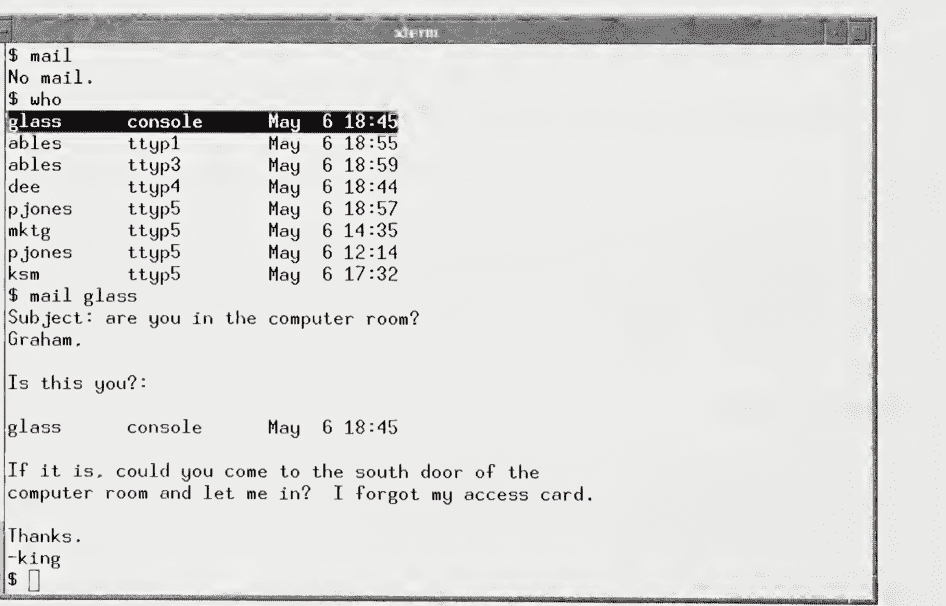 xterm
$ mail
No mail.
$ who
glass console May 6 18:45
ables ttyp1 May 6 18:55
ables ttyp3 May 6 18:59
dee ttyp4 May 6 18:44
pjones ttyp5 May 6 18:57
mktg ttyp5 May 6 14:35
pjones ttyp5 May 6 12:14
ksm ttyp5 May 6 17:32
$ mail glass
Subject: are you in the computer room?
Graham,
Is this you?:
glass console May 6 18:45
If it is, could you come to the south door of the
computer room and let me in? I forgot my access card.
Thanks.
-king
$